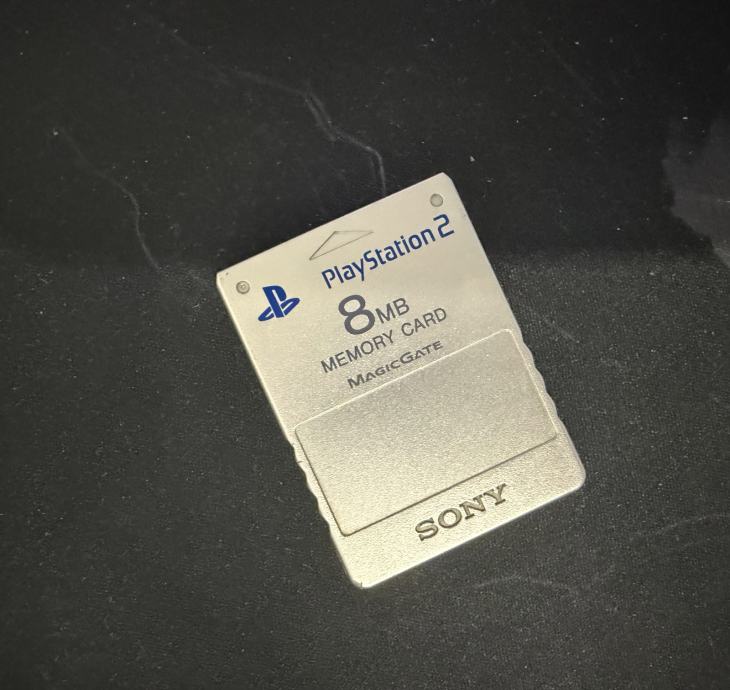 PlayStation 2
8MB
MEMORY CARD
MAGICGATE
SONY